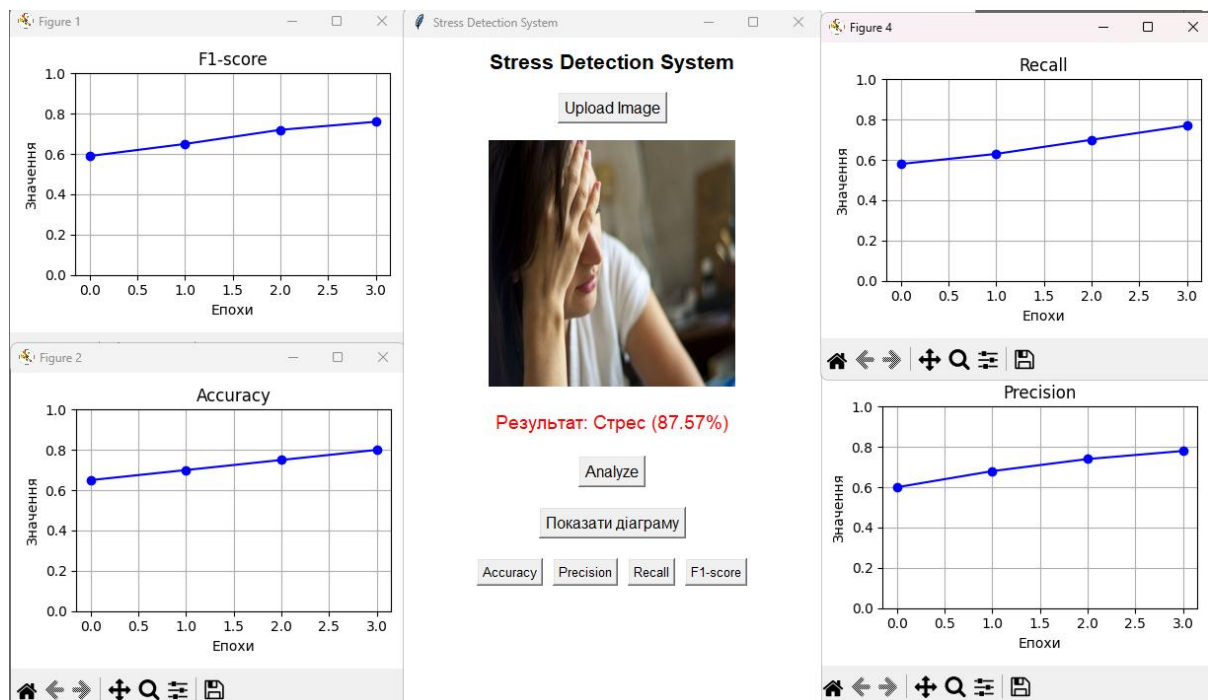 Figure 1
F1-score
1.0
0.8
0.6
0.4
0.2
0.0
Значення
0.0 0.5 1.0 1.5 2.0 2.5 3.0
Епохи
Figure 2
Accuracy
1.0
0.8
0.6
0.4
0.2
0.0
Значення
0.0 0.5 1.0 1.5 2.0 2.5 3.0
Епохи
Stress Detection System
Stress Detection System
Upload Image
Результат: Стрес (87.57%)
Analyze
Показати діаграму
Accuracy Precision Recall F1-score
Figure 4
Recall
1.0
0.8
0.6
0.4
0.2
0.0
Значення
0.0 0.5 1.0 1.5 2.0 2.5 3.0
Епохи
Precision
1.0
0.8
0.6
0.4
0.2
0.0
Значення
0.0 0.5 1.0 1.5 2.0 2.5 3.0
Епохи